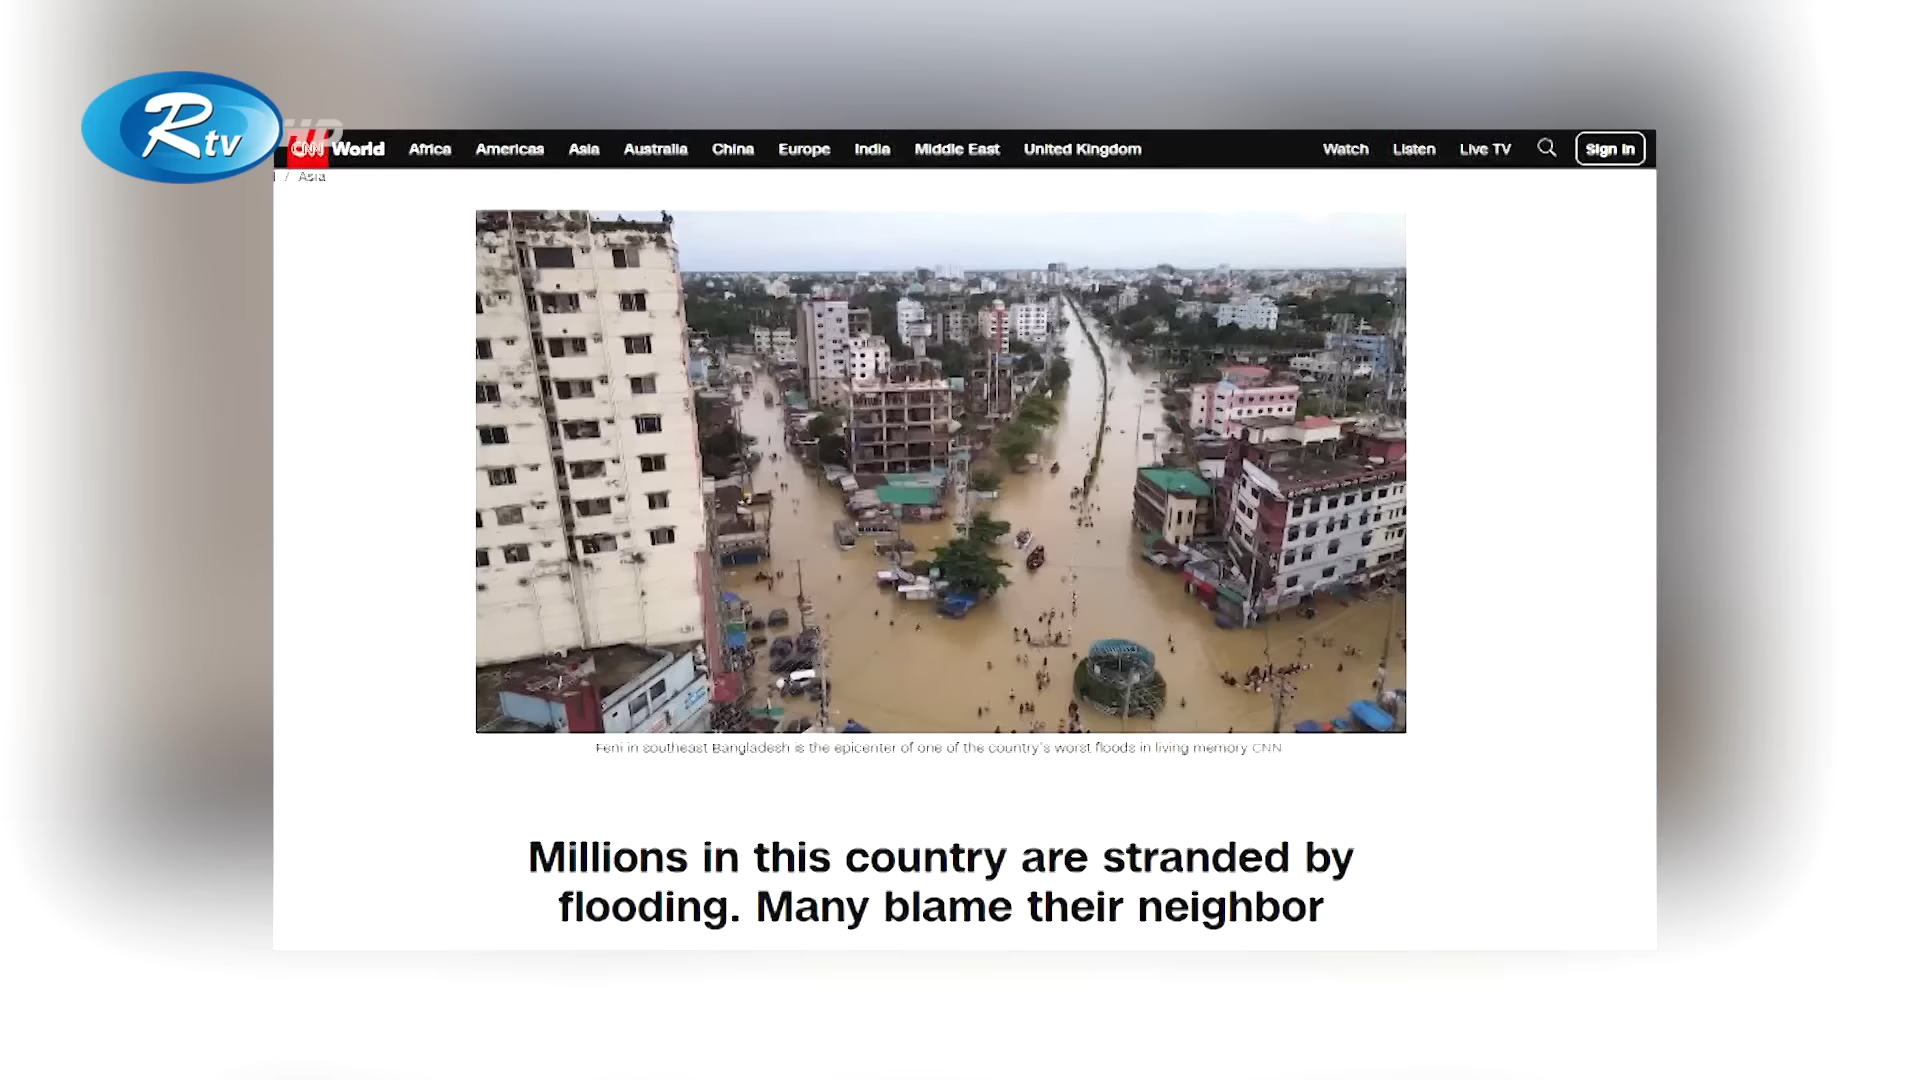 Rtv
HD
CNN World Africa Americas Asia Australia China Europe India Middle East United Kingdom Watch Listen Live TV Sign in
/ Asia
Feni in southeast Bangladesh is the epicenter of one of the country's worst floods in living memory CNN
Millions in this country are stranded by
flooding. Many blame their neighbor